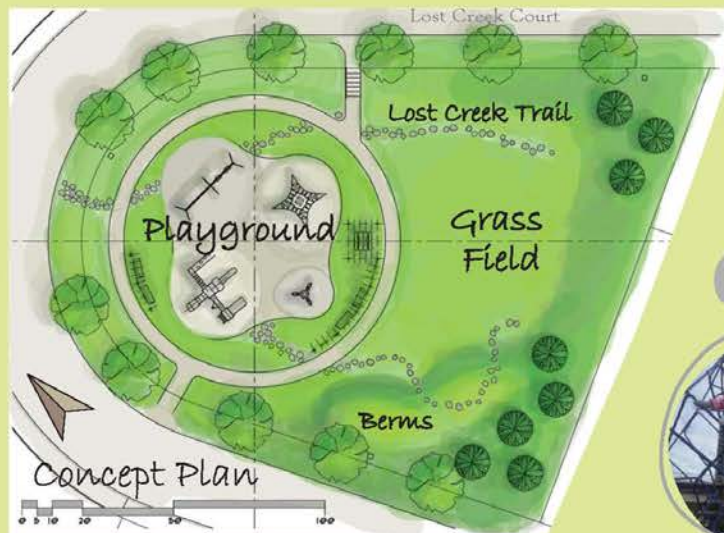 Lost Creek Court
Lost Creek Trail
Playground
Grass
Field
Berms
Concept Plan
0 5 10 20 50 100